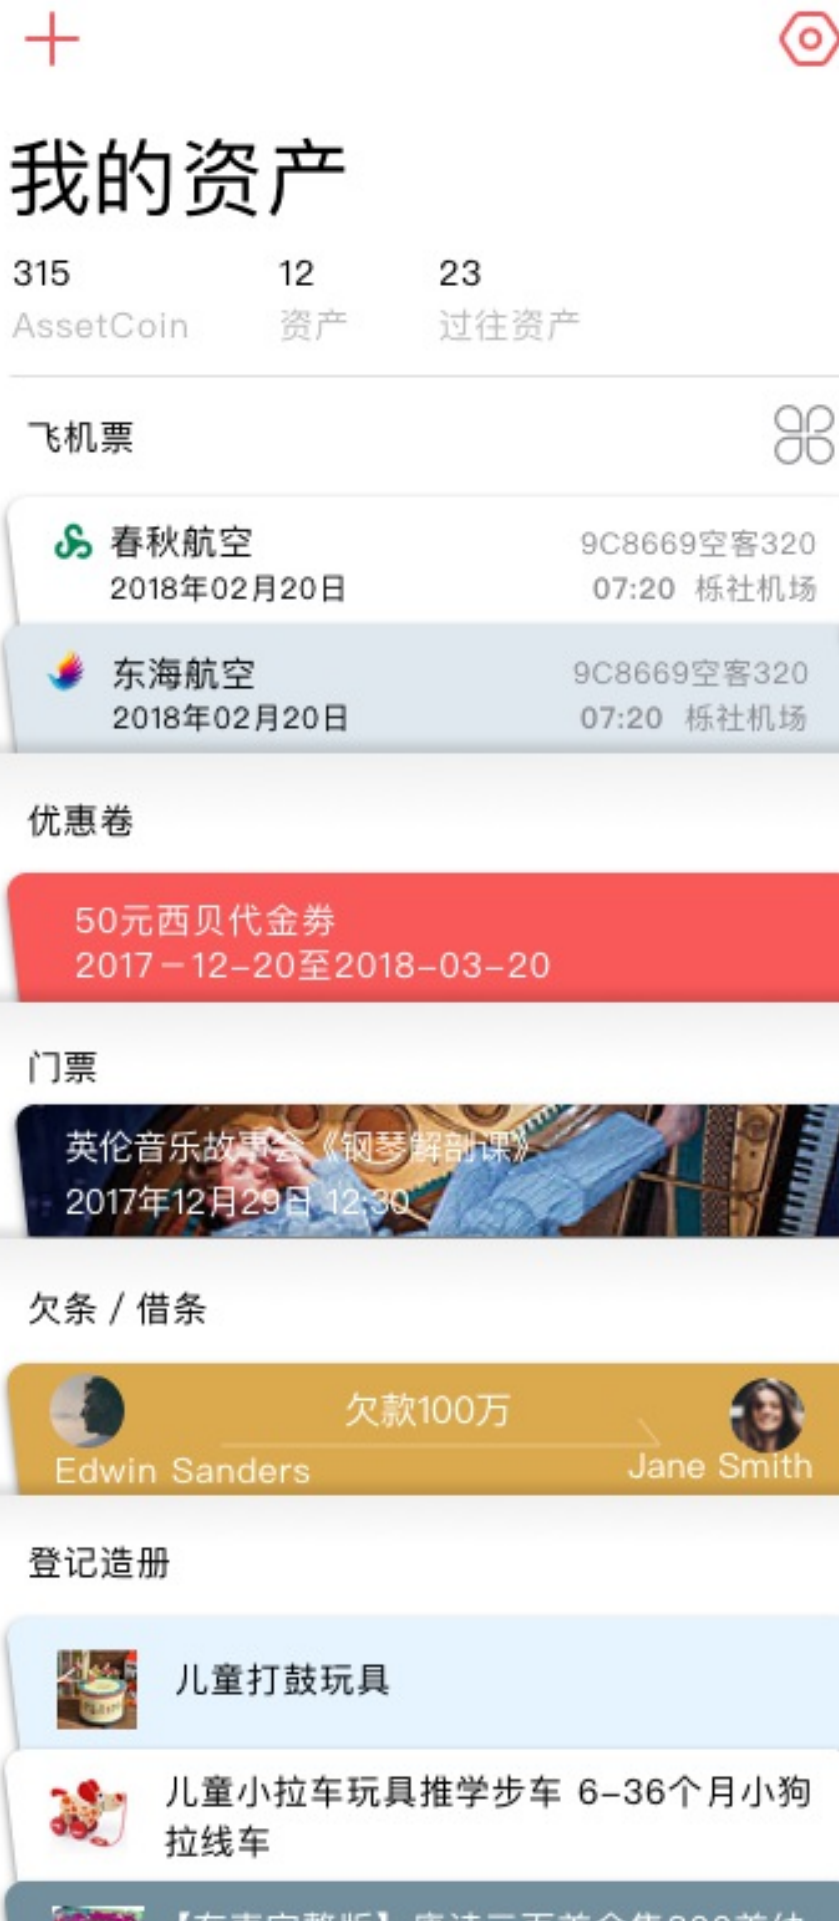 我的资产
315 12 23
AssetCoin 资产 过往资产
飞机票
春秋航空 9C8669空客320
2018年02月20日 07:20 栎社机场
东海航空 9C8669空客320
2018年02月20日 07:20 栎社机场
优惠卷
50元西贝代金劵
2017-12-20至2018-03-20
门票
英伦音乐故事会《钢琴解剖课》
2017年12月29日 12:30
欠条 / 借条
欠款100万
Edwin Sanders Jane Smith
登记造册
儿童打鼓玩具
儿童小拉车玩具推学步车 6-36个月小狗
拉线车